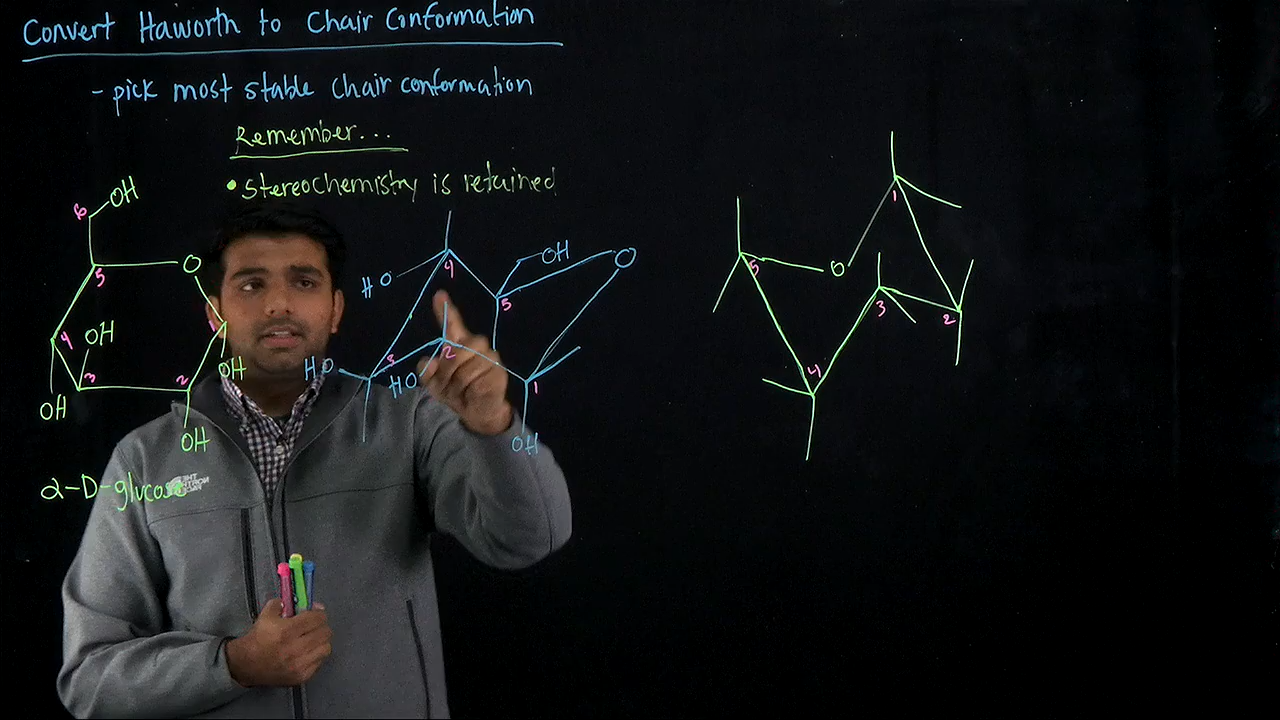 Convert Haworth to Chair Conformation
- pick most stable chair conformation
Remember...
• Stereochemistry is retained
6 OH
5 O
4 OH 3 2 1 OH
OH OH
α-D-glucose
4 OH O
HO 5
HO 3 2
HO 1
OH
1
5 O 3 2
4